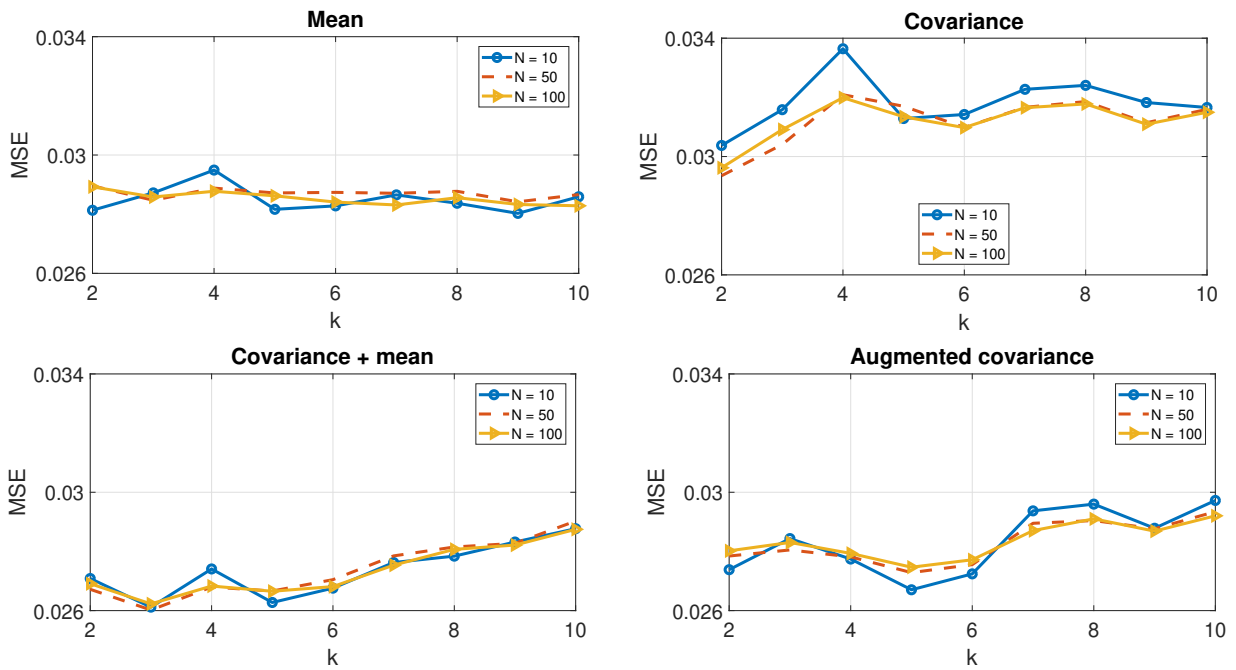 Mean
0.034
0.03
0.026
MSE
2 4 6 8 10
k
N = 10
N = 50
N = 100
Covariance
0.034
0.03
0.026
MSE
2 4 6 8 10
k
N = 10
N = 50
N = 100
Covariance + mean
0.034
0.03
0.026
MSE
2 4 6 8 10
k
N = 10
N = 50
N = 100
Augmented covariance
0.034
0.03
0.026
MSE
2 4 6 8 10
k
N = 10
N = 50
N = 100